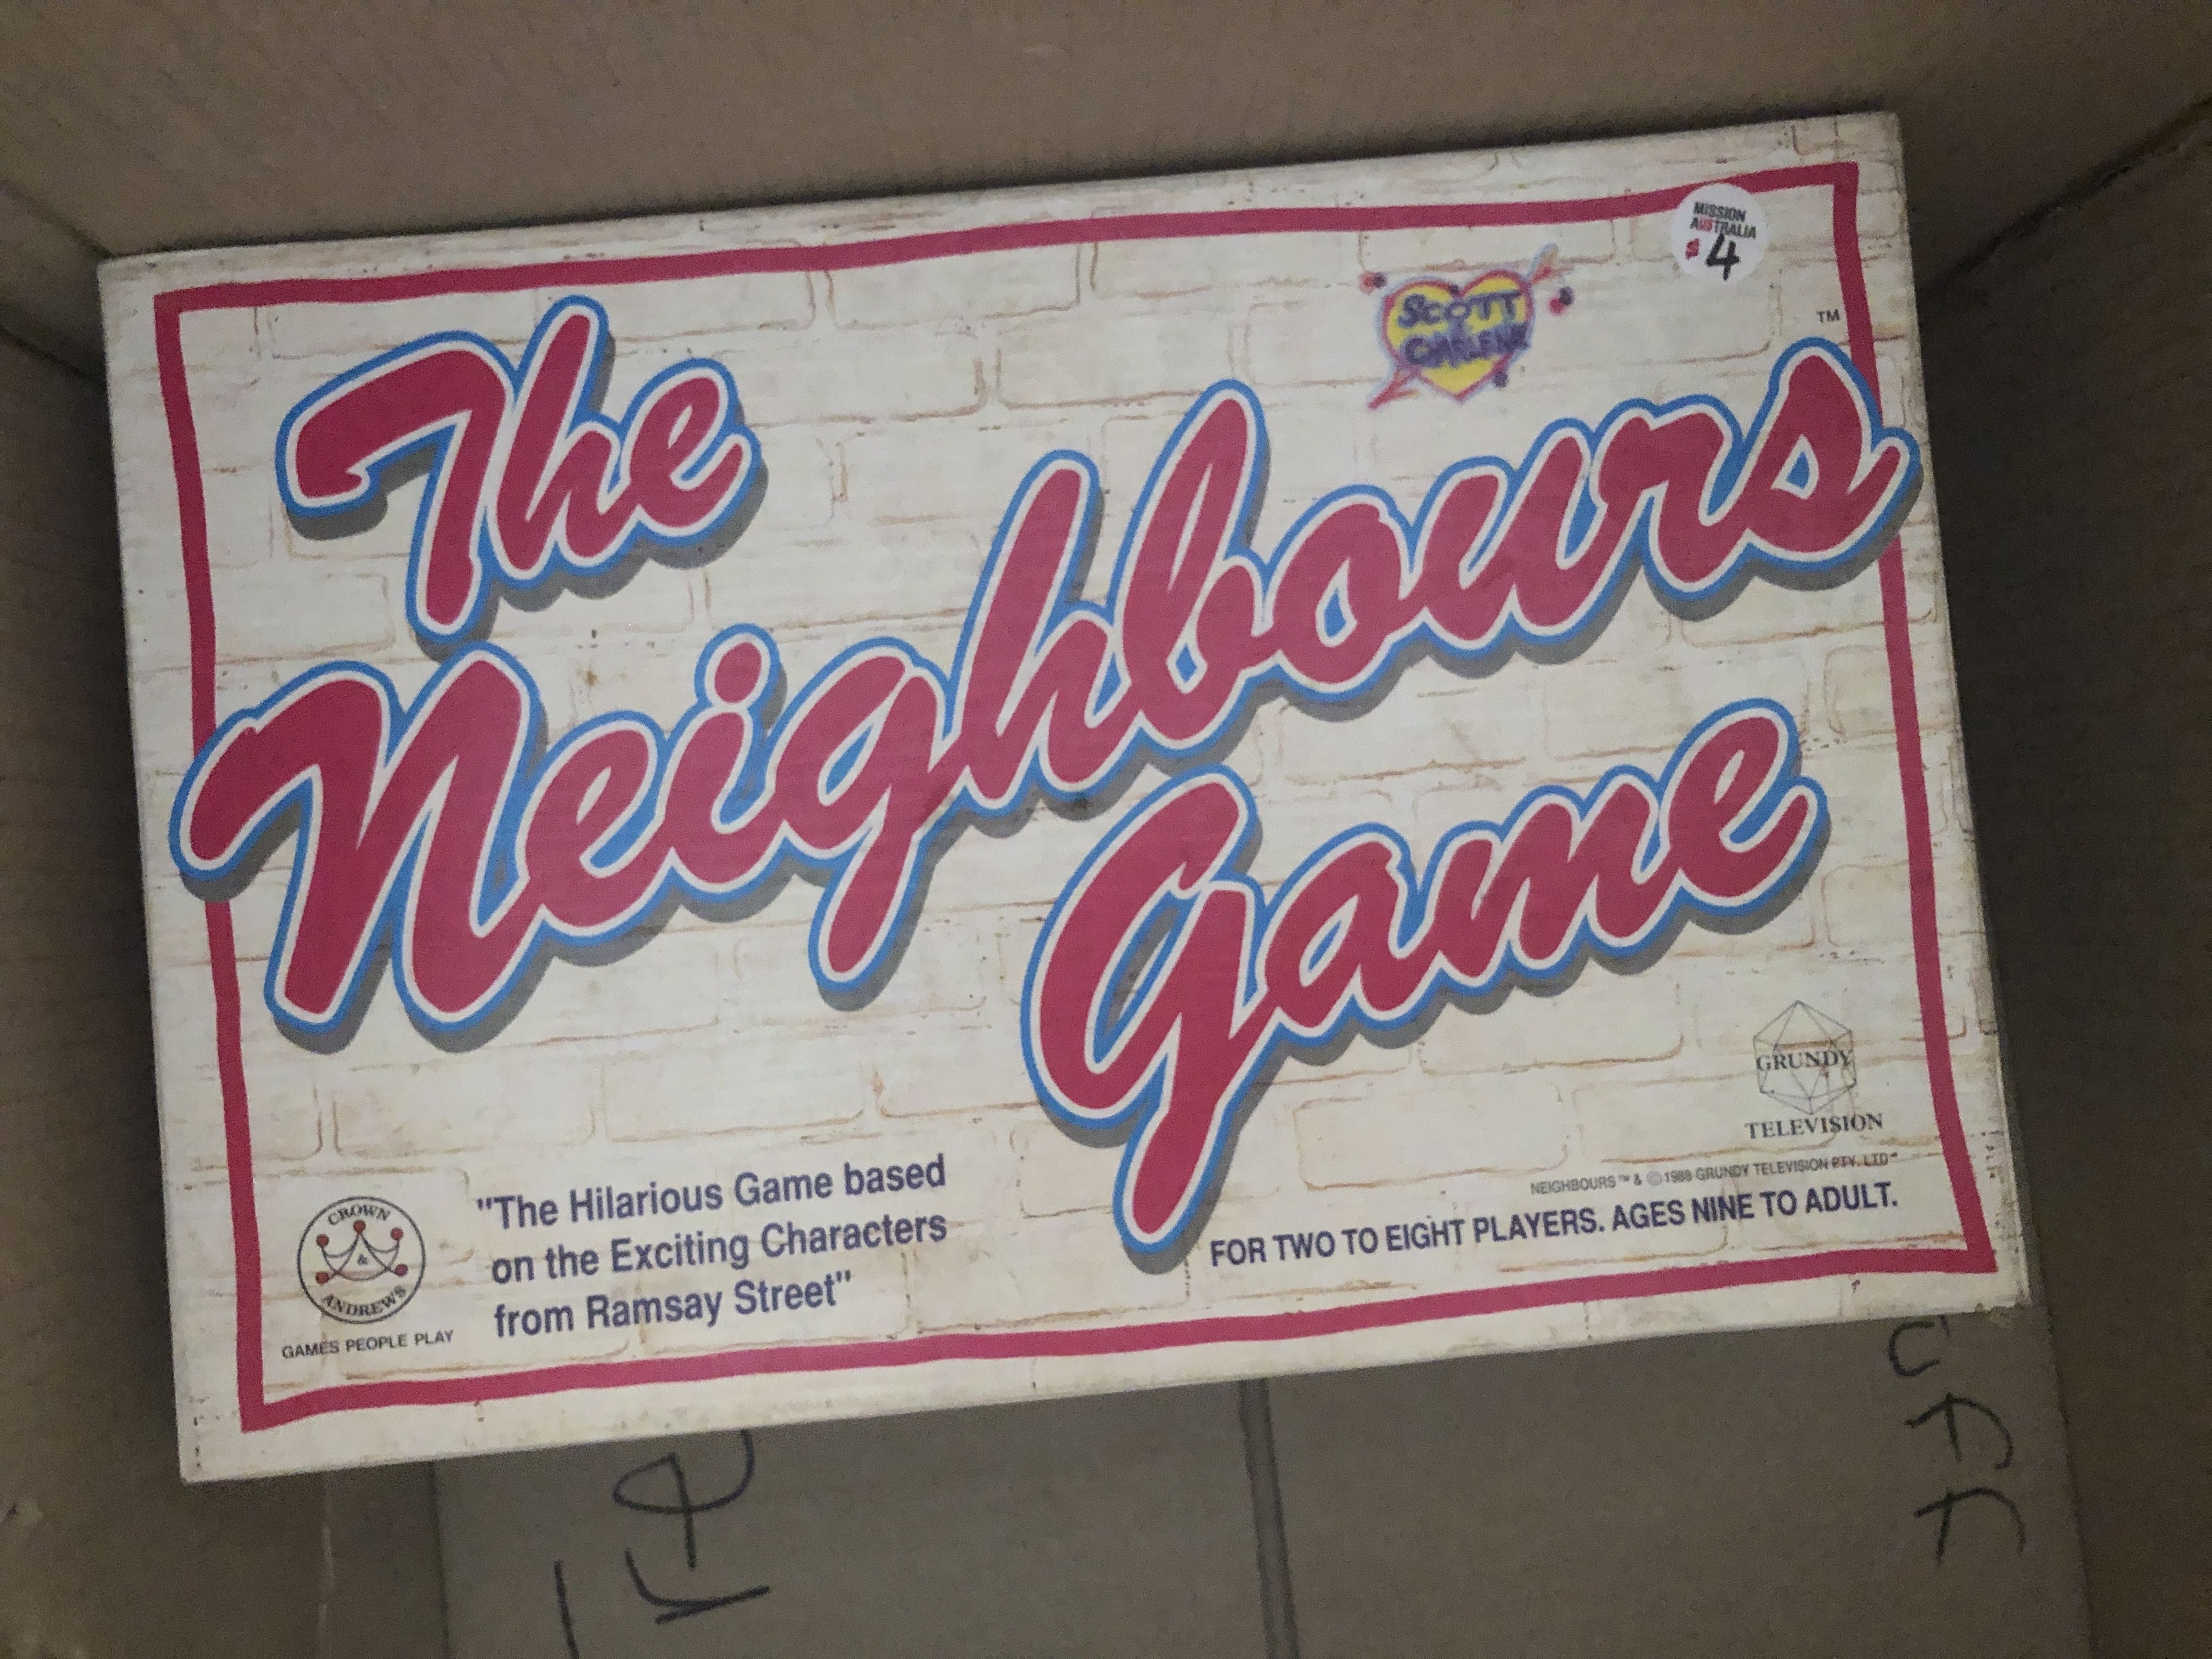 MISSION
AUSTRALIA
$4
SCOTT
&
CHARLENE
TM
The
Neighbours
Game
GRUNDY
TELEVISION
NEIGHBOURS™ & ©1988 GRUNDY TELEVISION PTY. LTD
FOR TWO TO EIGHT PLAYERS. AGES NINE TO ADULT.
"The Hilarious Game based
on the Exciting Characters
from Ramsay Street"
CROWN
&
ANDREWS
GAMES PEOPLE PLAY